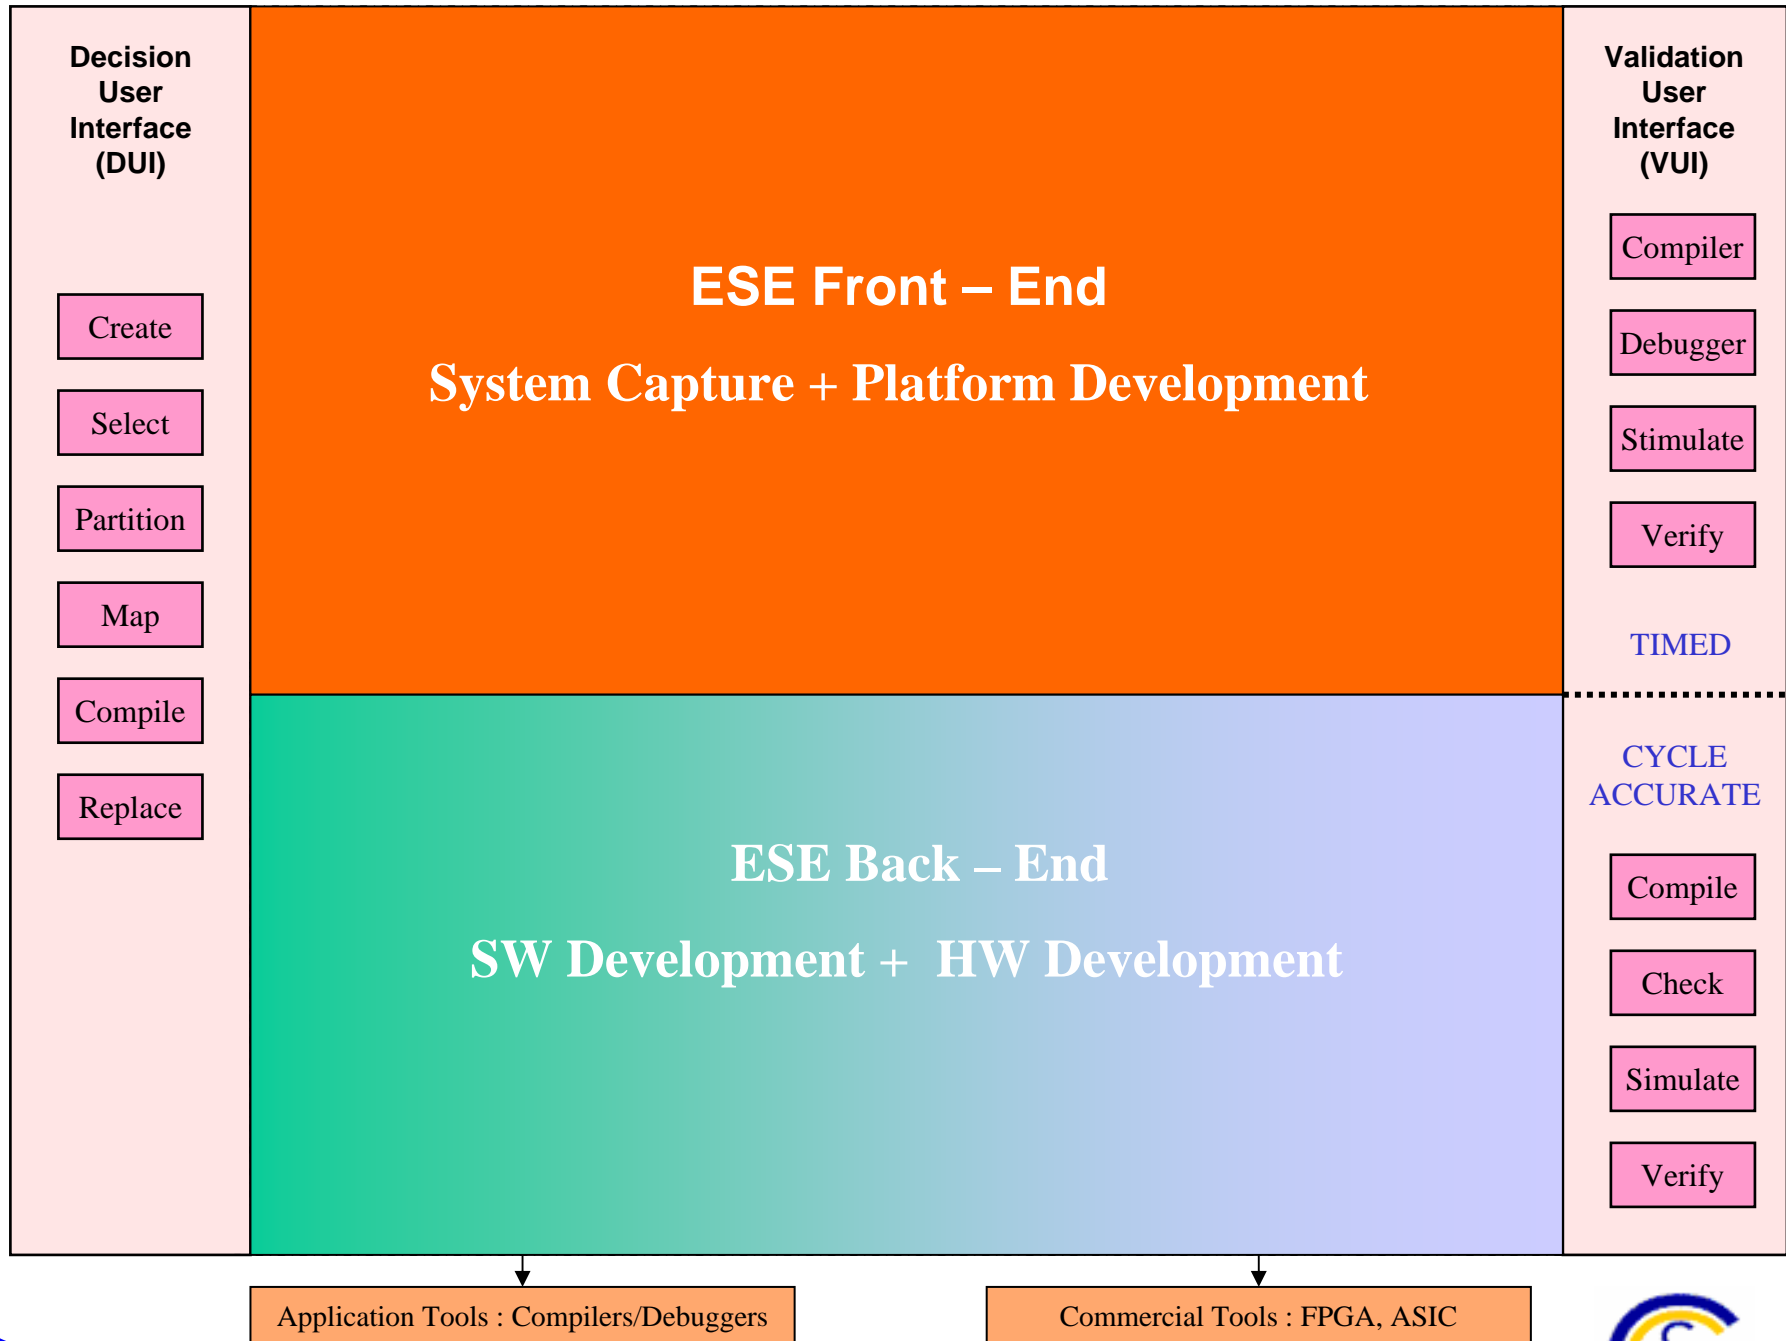 Decision
User
Interface
(DUI)
Create
Select
Partition
Map
Compile
Replace
ESE Front – End
System Capture + Platform Development
ESE Back – End
SW Development + HW Development
Validation
User
Interface
(VUI)
Compiler
Debugger
Stimulate
Verify
TIMED
CYCLE
ACCURATE
Compile
Check
Simulate
Verify
Application Tools : Compilers/Debuggers
Commercial Tools : FPGA, ASIC